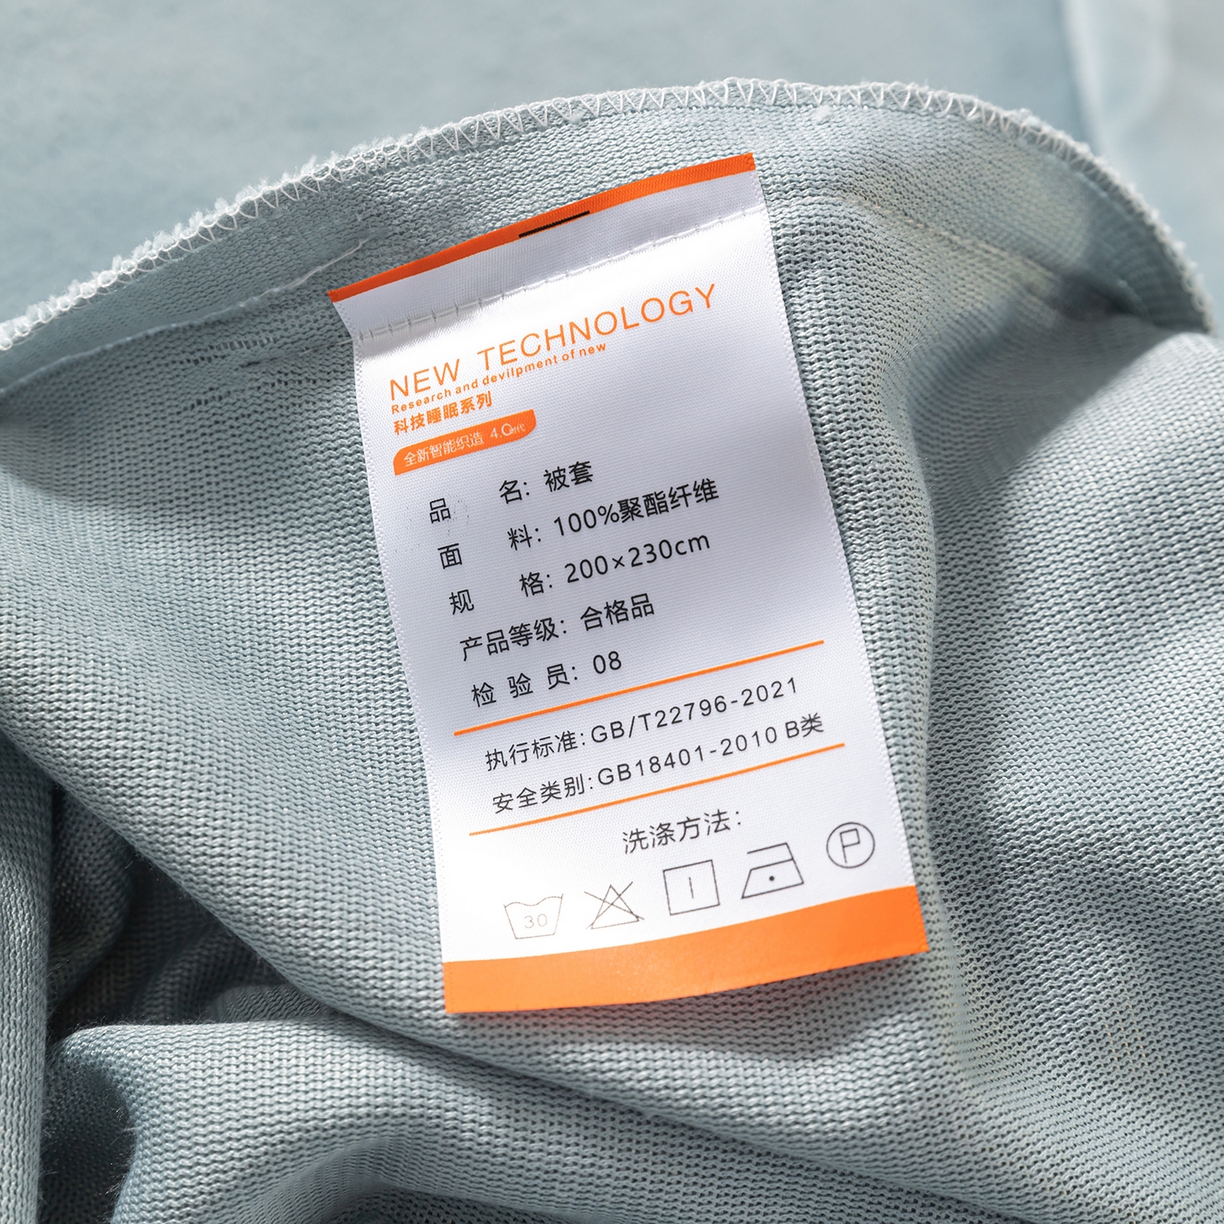 NEW TECHNOLOGY
Research and devilpment of new
科技睡眠系列
全新智能织造 4.0时代
品 名: 被套
面 料: 100%聚酯纤维
规 格: 200×230cm
产品等级: 合格品
检 验 员: 08
执行标准:GB/T22796-2021
安全类别:GB18401-2010 B类
洗涤方法:
30
P